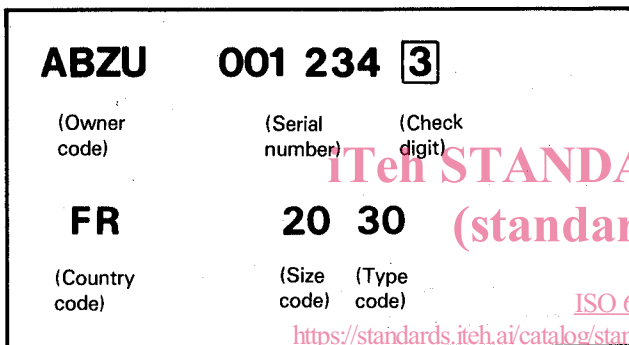 ABZU 001 234 3
(Owner code) (Serial number) (Check digit)
iTeh STANDA
FR 20 30
(standar
(Country code) (Size code) (Type code)
ISO 6
https://standards.iteh.ai/catalog/stan